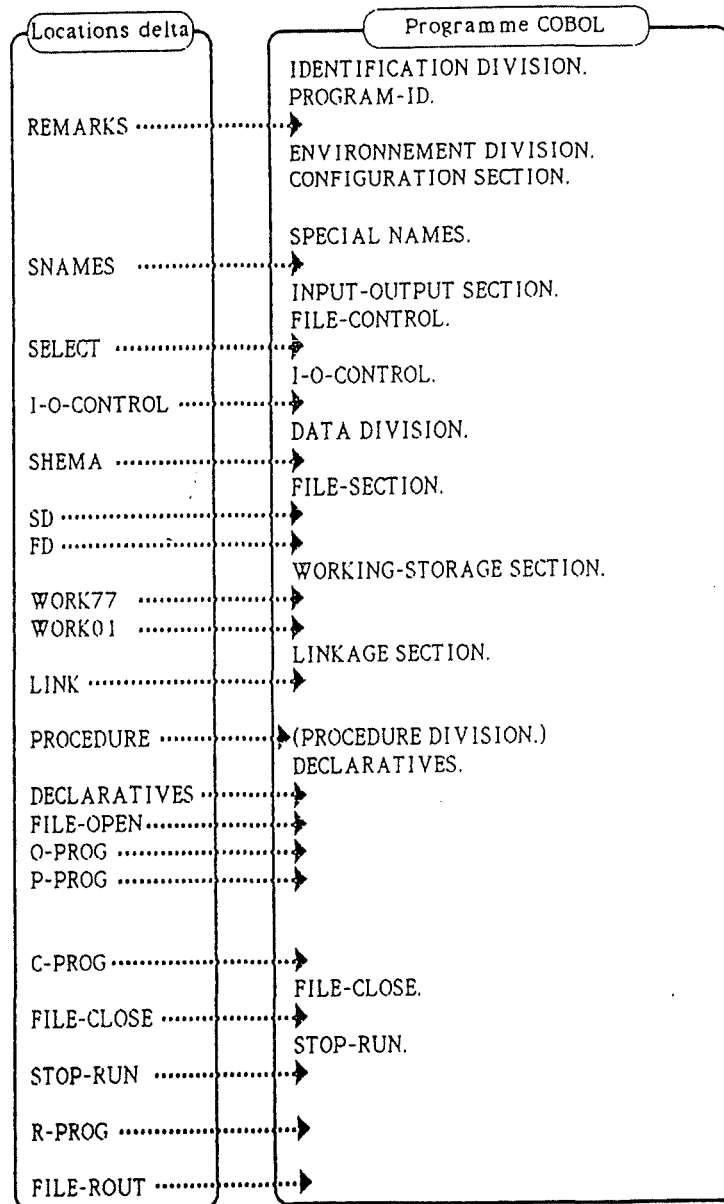 Locations delta
Programme COBOL
IDENTIFICATION DIVISION.
PROGRAM-ID.
REMARKS
ENVIRONNEMENT DIVISION.
CONFIGURATION SECTION.
SPECIAL NAMES.
SNAMES
INPUT-OUTPUT SECTION.
FILE-CONTROL.
SELECT
I-O-CONTROL.
I-O-CONTROL
DATA DIVISION.
SHEMA
FILE-SECTION.
SD
FD
WORKING-STORAGE SECTION.
WORK77
WORK01
LINKAGE SECTION.
LINK
PROCEDURE (PROCEDURE DIVISION.)
DECLARATIVES.
DECLARATIVES
FILE-OPEN
O-PROG
P-PROG
C-PROG
FILE-CLOSE.
FILE-CLOSE
STOP-RUN.
STOP-RUN
R-PROG
FILE-ROUT